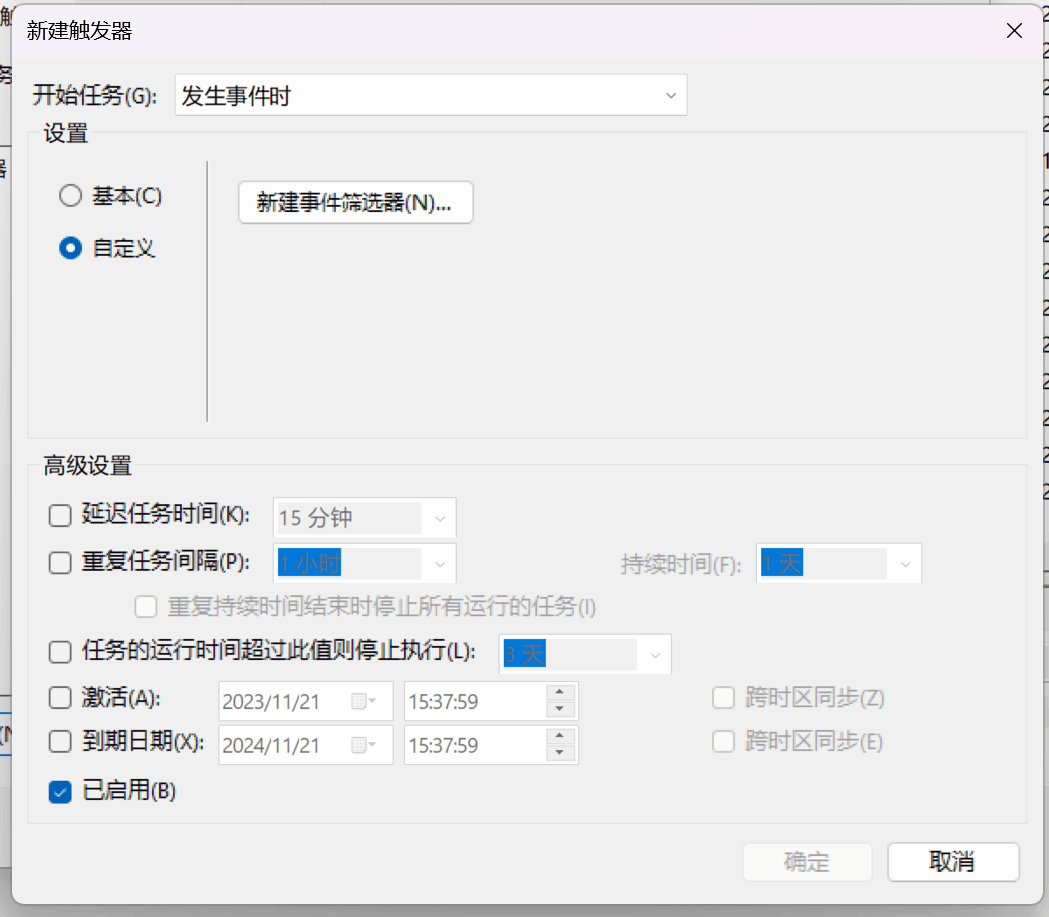 新建触发器
开始任务(G): 发生事件时
设置
基本(C)
新建事件筛选器(N)...
自定义
高级设置
延迟任务时间(K): 15 分钟
重复任务间隔(P): 1 小时 持续时间(F): 1 天
重复持续时间结束时停止所有运行的任务(I)
任务的运行时间超过此值则停止执行(L): 3 天
激活(A): 2023/11/21 15:37:59 跨时区同步(Z)
到期日期(X): 2024/11/21 15:37:59 跨时区同步(E)
已启用(B)
确定 取消